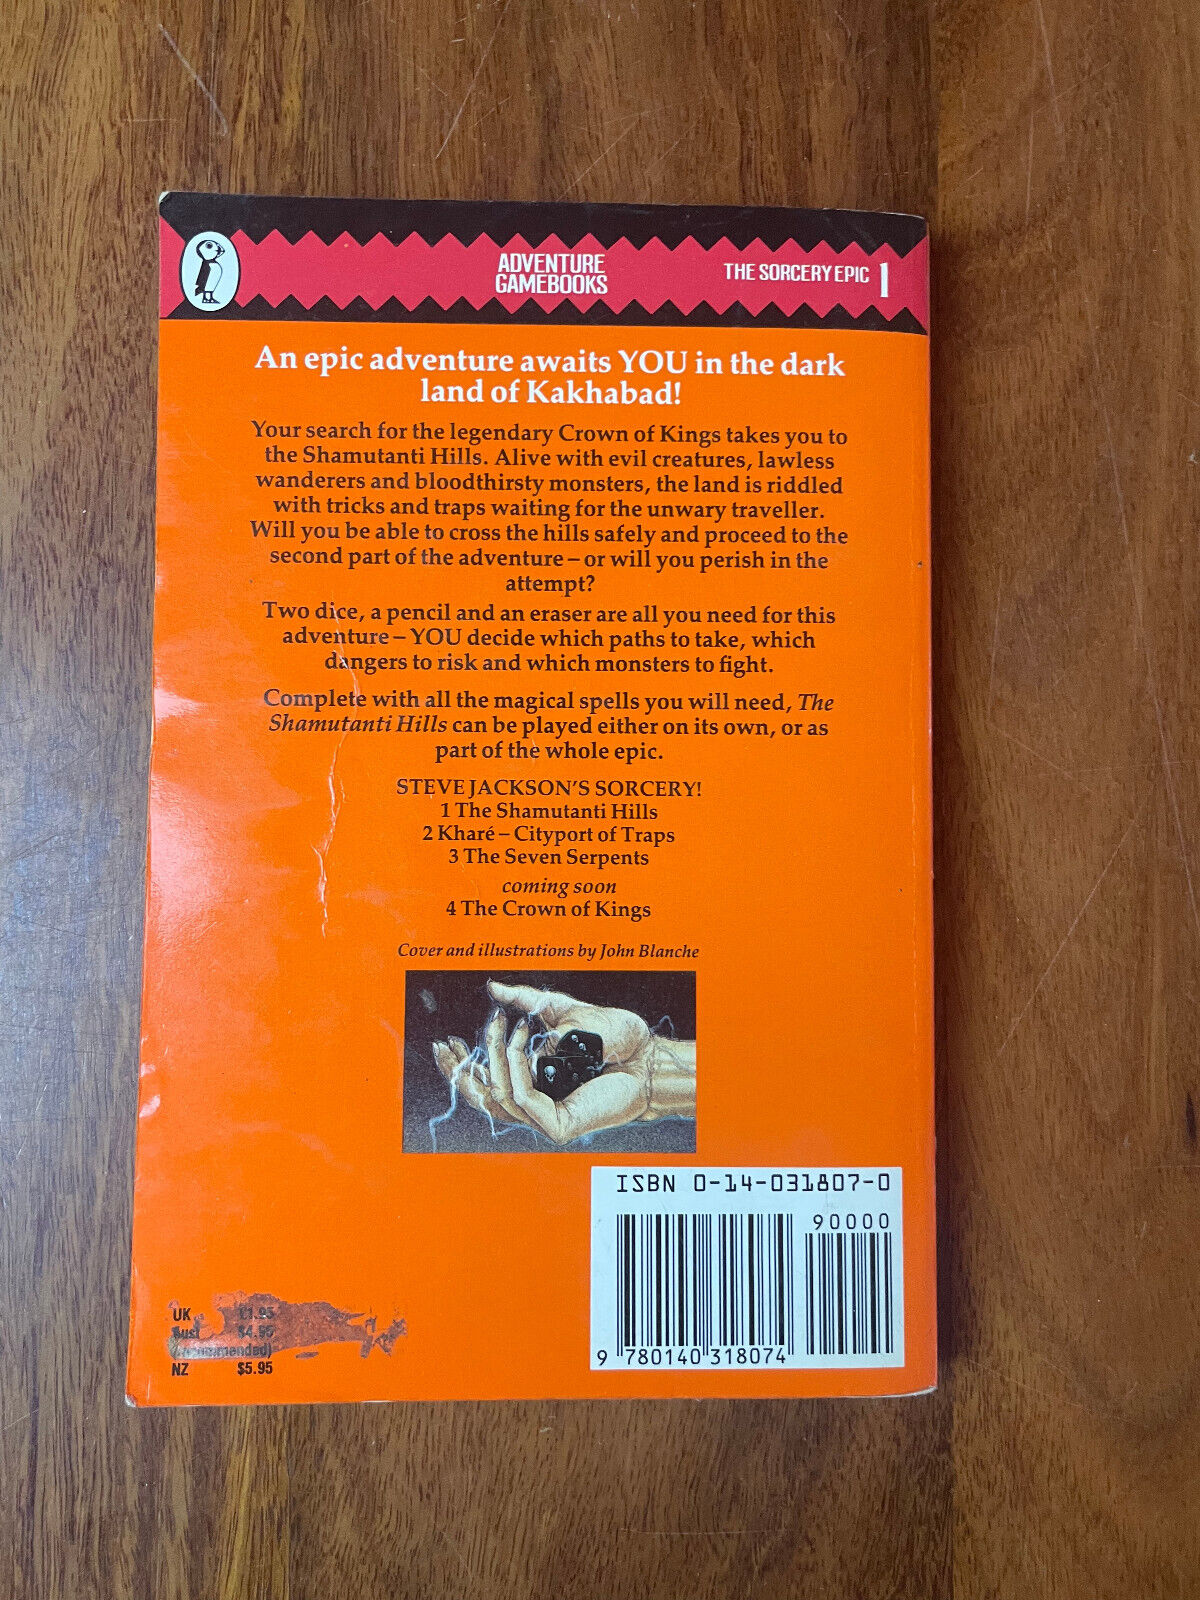 ADVENTURE
GAMEBOOKS
THE SORCERY EPIC 1
An epic adventure awaits YOU in the dark
land of Kakhabad!
Your search for the legendary Crown of Kings takes you to
the Shamutanti Hills. Alive with evil creatures, lawless
wanderers and bloodthirsty monsters, the land is riddled
with tricks and traps waiting for the unwary traveller.
Will you be able to cross the hills safely and proceed to the
second part of the adventure – or will you perish in the
attempt?
Two dice, a pencil and an eraser are all you need for this
adventure – YOU decide which paths to take, which
dangers to risk and which monsters to fight.
Complete with all the magical spells you will need, The
Shamutanti Hills can be played either on its own, or as
part of the whole epic.
STEVE JACKSON'S SORCERY!
1 The Shamutanti Hills
2 Kharé – Cityport of Traps
3 The Seven Serpents
coming soon
4 The Crown of Kings
Cover and illustrations by John Blanche
ISBN 0-14-031807-0
90000
9 780140 318074
UK £1.95
Aust $4.95
(recommended)
NZ $5.95